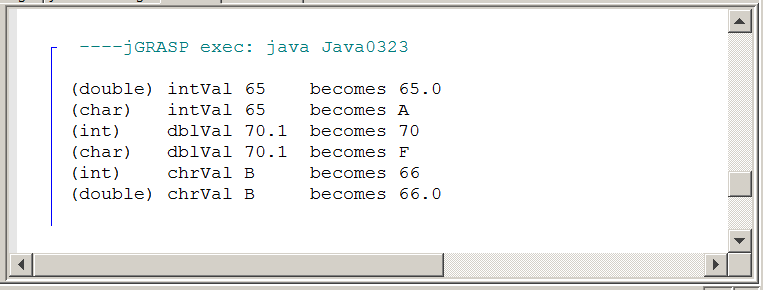 ----jGRASP exec: java Java0323
(double) intVal 65    becomes 65.0
(char)   intVal 65    becomes A
(int)    dblVal 70.1  becomes 70
(char)   dblVal 70.1  becomes F
(int)    chrVal B     becomes 66
(double) chrVal B     becomes 66.0